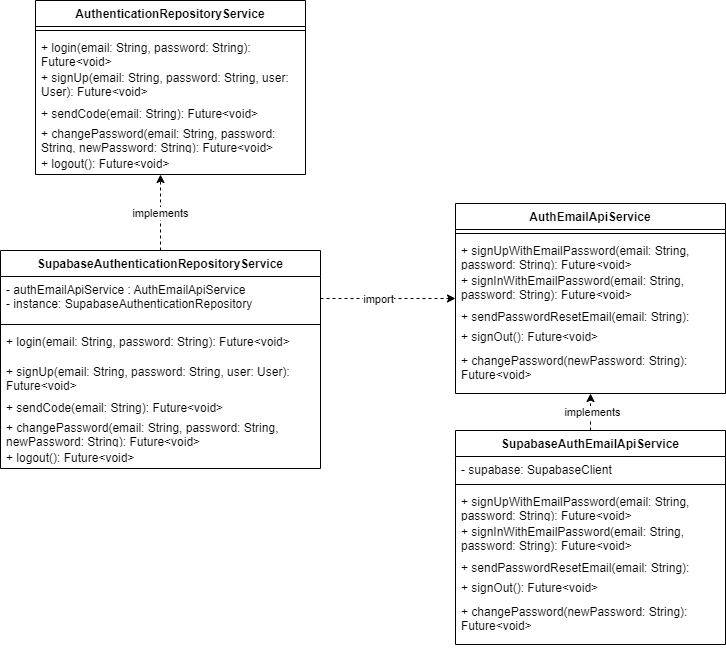 AuthenticationRepositoryService
+ login(email: String, password: String):
Future<void>
+ signUp(email: String, password: String, user:
User): Future<void>
+ sendCode(email: String): Future<void>
+ changePassword(email: String, password:
String, newPassword: String): Future<void>
+ logout(): Future<void>
implements
SupabaseAuthenticationRepositoryService
- authEmailApiService : AuthEmailApiService
- instance: SupabaseAuthenticationRepository
+ login(email: String, password: String): Future<void>
+ signUp(email: String, password: String, user: User):
Future<void>
+ sendCode(email: String): Future<void>
+ changePassword(email: String, password: String,
newPassword: String): Future<void>
+ logout(): Future<void>
import
AuthEmailApiService
+ signUpWithEmailPassword(email: String,
password: String): Future<void>
+ signInWithEmailPassword(email: String,
password: String): Future<void>
+ sendPasswordResetEmail(email: String):
+ signOut(): Future<void>
+ changePassword(newPassword: String):
Future<void>
implements
SupabaseAuthEmailApiService
- supabase: SupabaseClient
+ signUpWithEmailPassword(email: String,
password: String): Future<void>
+ signInWithEmailPassword(email: String,
password: String): Future<void>
+ sendPasswordResetEmail(email: String):
+ signOut(): Future<void>
+ changePassword(newPassword: String):
Future<void>